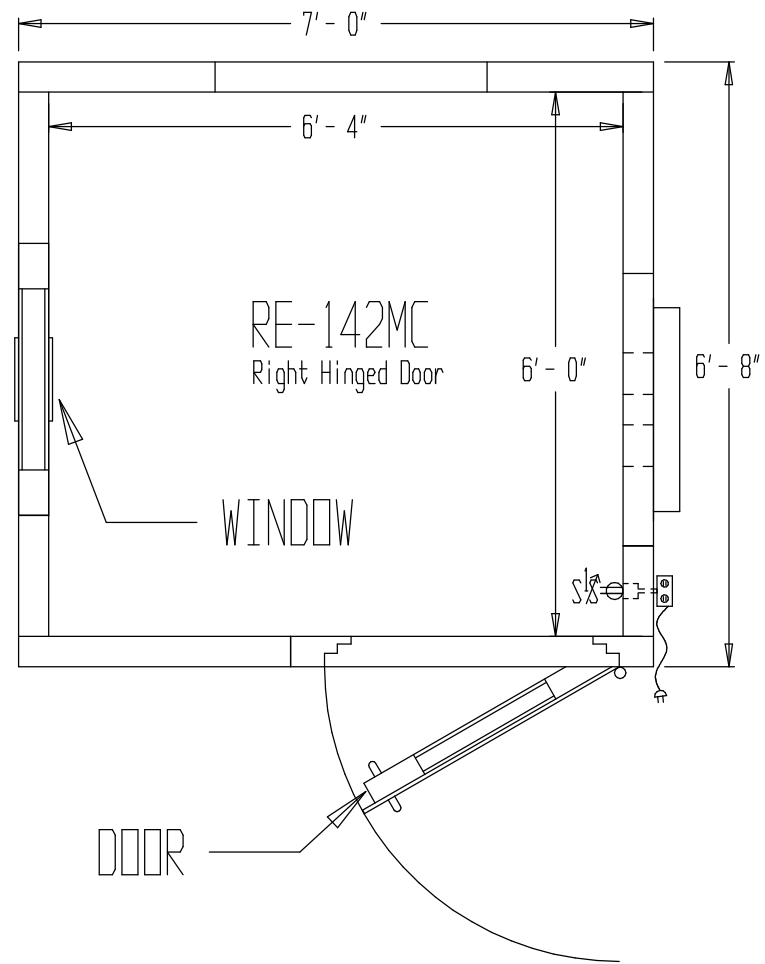 7' - 0"
6' - 4"
RE-142MC
Right Hinged Door
6' - 0"
6' - 8"
WINDOW
DOOR